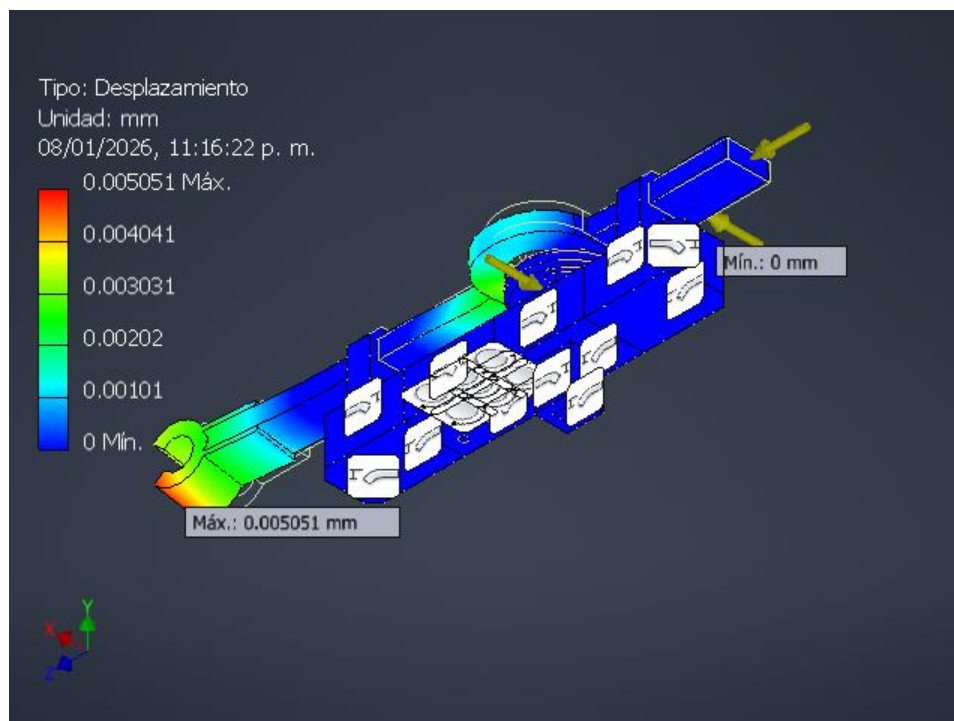 Tipo: Desplazamiento
Unidad: mm
08/01/2026, 11:16:22 p. m.
0.005051 Máx.
0.004041
0.003031
0.00202
0.00101
0 Mín.
Mín.: 0 mm
Máx.: 0.005051 mm
Y
X
Z